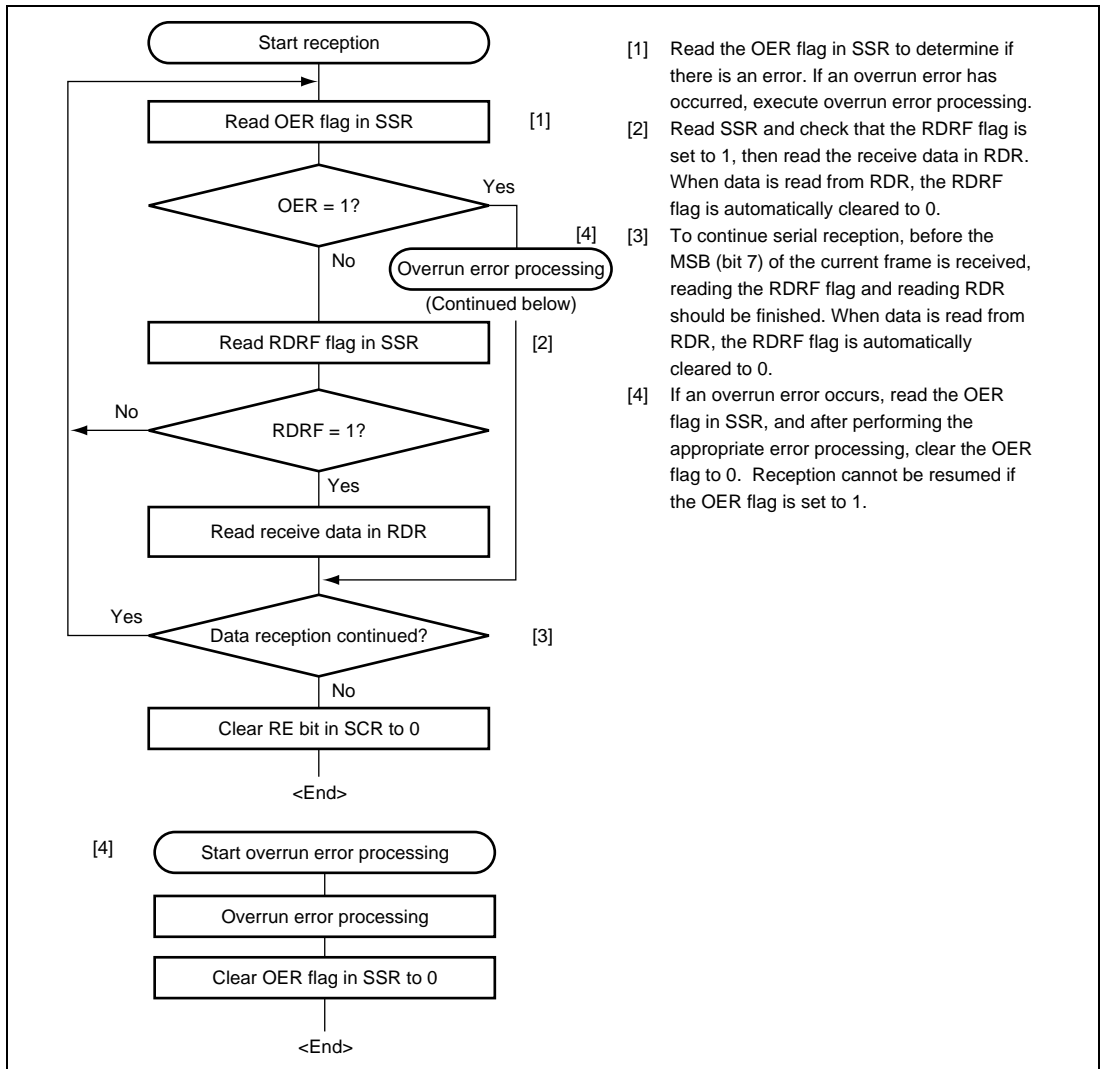 Start reception
Read OER flag in SSR
[1]
OER = 1?
Yes
No
[4]
Overrun error processing
(Continued below)
Read RDRF flag in SSR
[2]
No
RDRF = 1?
Yes
Read receive data in RDR
Yes
Data reception continued?
[3]
No
Clear RE bit in SCR to 0
<End>
[4]
Start overrun error processing
Overrun error processing
Clear OER flag in SSR to 0
<End>
[1] Read the OER flag in SSR to determine if
there is an error. If an overrun error has
occurred, execute overrun error processing.
[2] Read SSR and check that the RDRF flag is
set to 1, then read the receive data in RDR.
When data is read from RDR, the RDRF
flag is automatically cleared to 0.
[3] To continue serial reception, before the
MSB (bit 7) of the current frame is received,
reading the RDRF flag and reading RDR
should be finished. When data is read from
RDR, the RDRF flag is automatically
cleared to 0.
[4] If an overrun error occurs, read the OER
flag in SSR, and after performing the
appropriate error processing, clear the OER
flag to 0. Reception cannot be resumed if
the OER flag is set to 1.